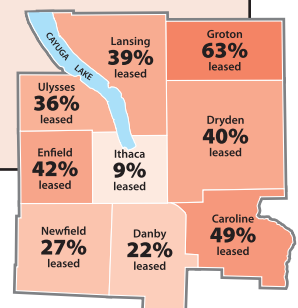 CAYUGA LAKE
Lansing
39%
leased
Groton
63%
leased
Ulysses
36%
leased
Dryden
40%
leased
Enfield
42%
leased
Ithaca
9%
leased
Newfield
27%
leased
Danby
22%
leased
Caroline
49%
leased